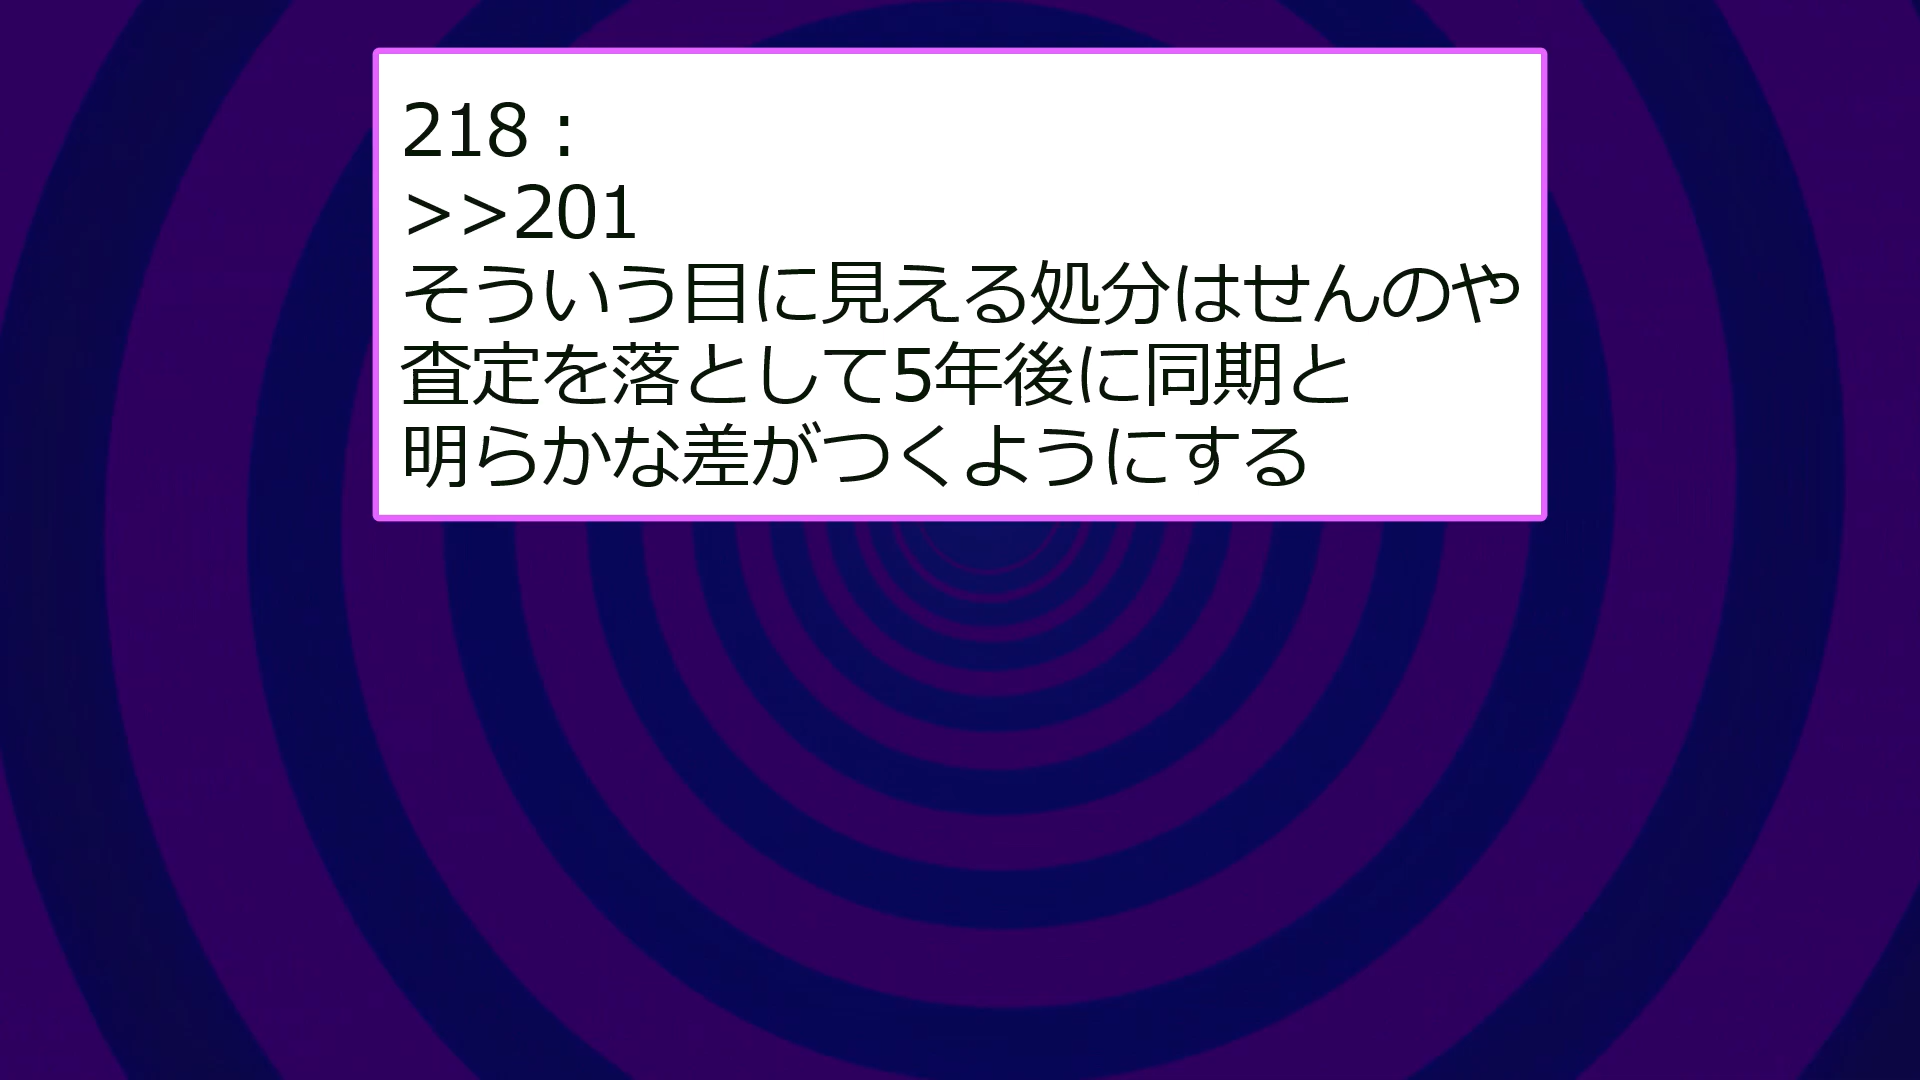 218：
>>201
そういう目に見える処分はせんのや
査定を落として5年後に同期と
明らかな差がつくようにする